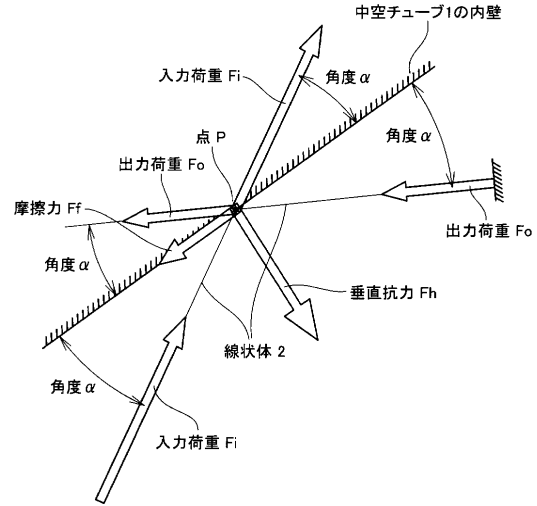 中空チューブ1の内壁
入力荷重 Fi
角度 α
点 P
角度 α
出力荷重 Fo
摩擦力 Ff
出力荷重 Fo
角度 α
垂直抗力 Fh
線状体 2
角度 α
入力荷重 Fi